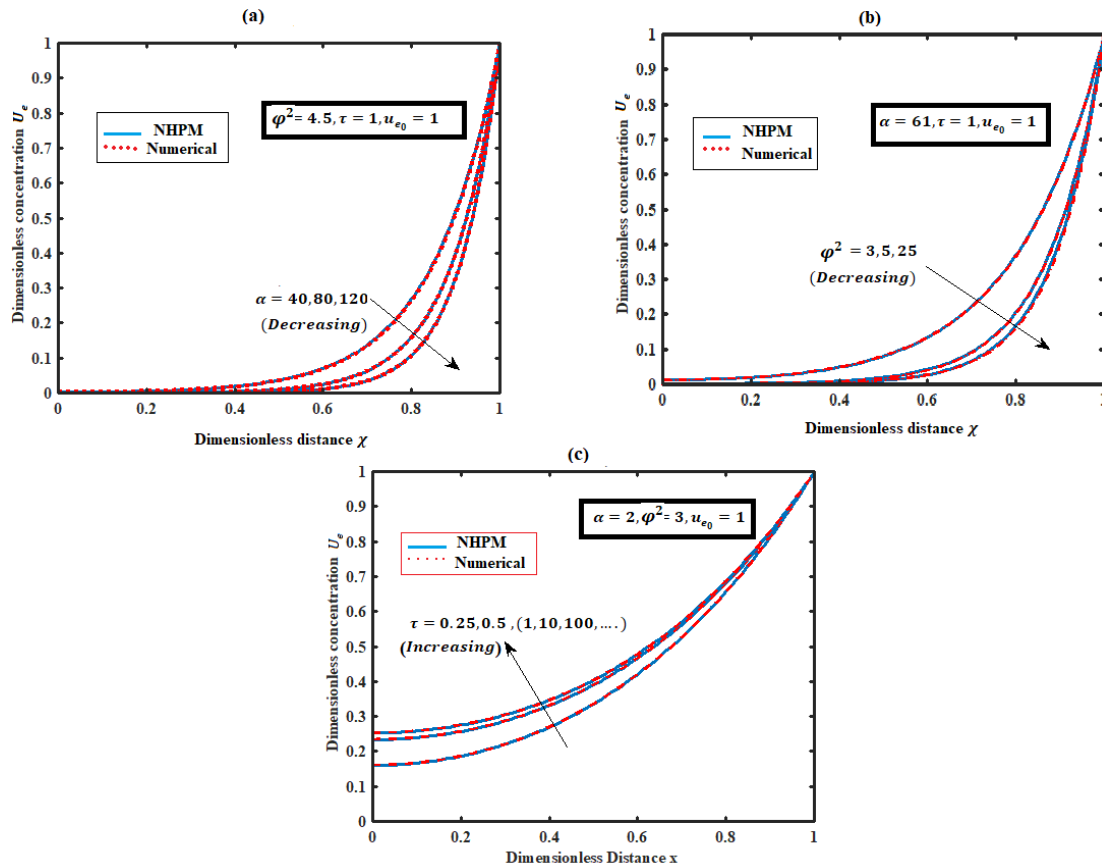 (a)
1
0.9
0.8
0.7
0.6
0.5
0.4
0.3
0.2
0.1
0
Dimensionless concentration U_e
φ² = 4.5, τ = 1, u_{e_0} = 1
NHPM
Numerical
α = 40,80,120
(Decreasing)
0 0.2 0.4 0.6 0.8 1
Dimensionless distance χ
(b)
1
0.9
0.8
0.7
0.6
0.5
0.4
0.3
0.2
0.1
0
Dimensionless concentration U_e
α = 61, τ = 1, u_{e_0} = 1
NHPM
Numerical
φ² = 3,5,25
(Decreasing)
0 0.2 0.4 0.6 0.8
Dimensionless distance χ
(c)
1
0.9
0.8
0.7
0.6
0.5
0.4
0.3
0.2
0.1
0
Dimensionless concentration U_e
α = 2, φ² = 3, u_{e_0} = 1
NHPM
Numerical
τ = 0.25,0.5 ,(1,10,100, ....)
(Increasing)
0 0.2 0.4 0.6 0.8 1
Dimensionless Distance x